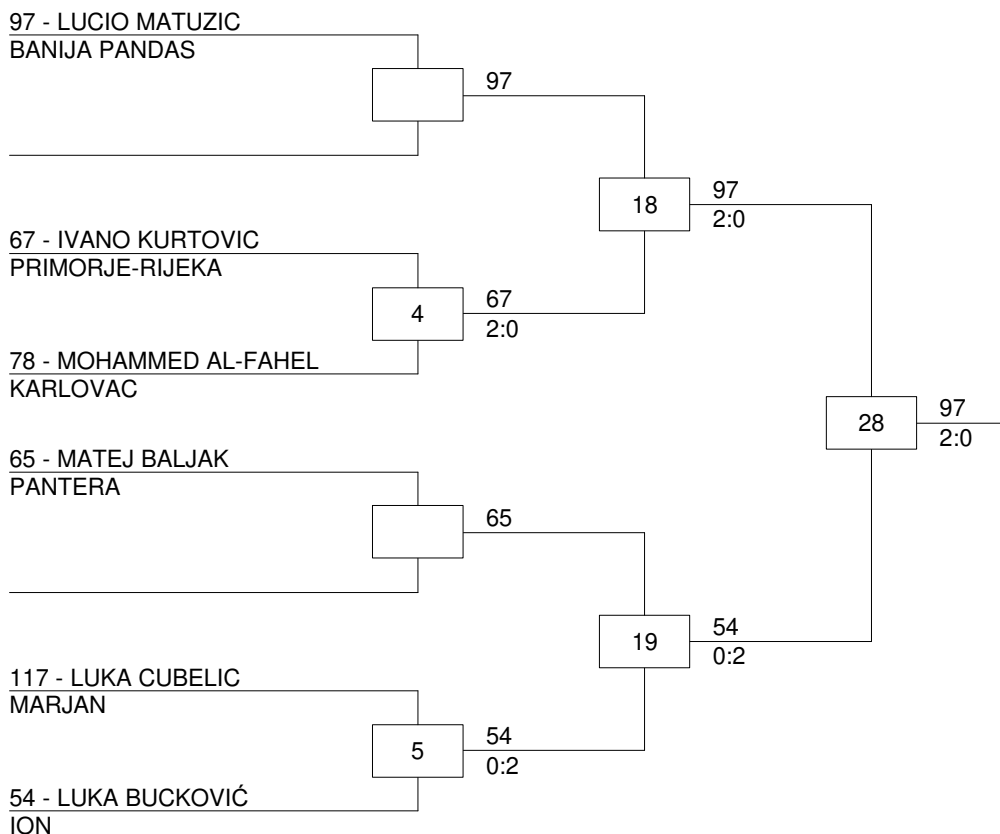 97 - LUCIO MATUZIC
BANIJA PANDAS
97
18
97
2:0
67 - IVANO KURTOVIC
PRIMORJE-RIJEKA
4
67
2:0
78 - MOHAMMED AL-FAHEL
KARLOVAC
28
97
2:0
65 - MATEJ BALJAK
PANTERA
65
19
54
0:2
117 - LUKA CUBELIC
MARJAN
5
54
0:2
54 - LUKA BUCKOVIĆ
ION